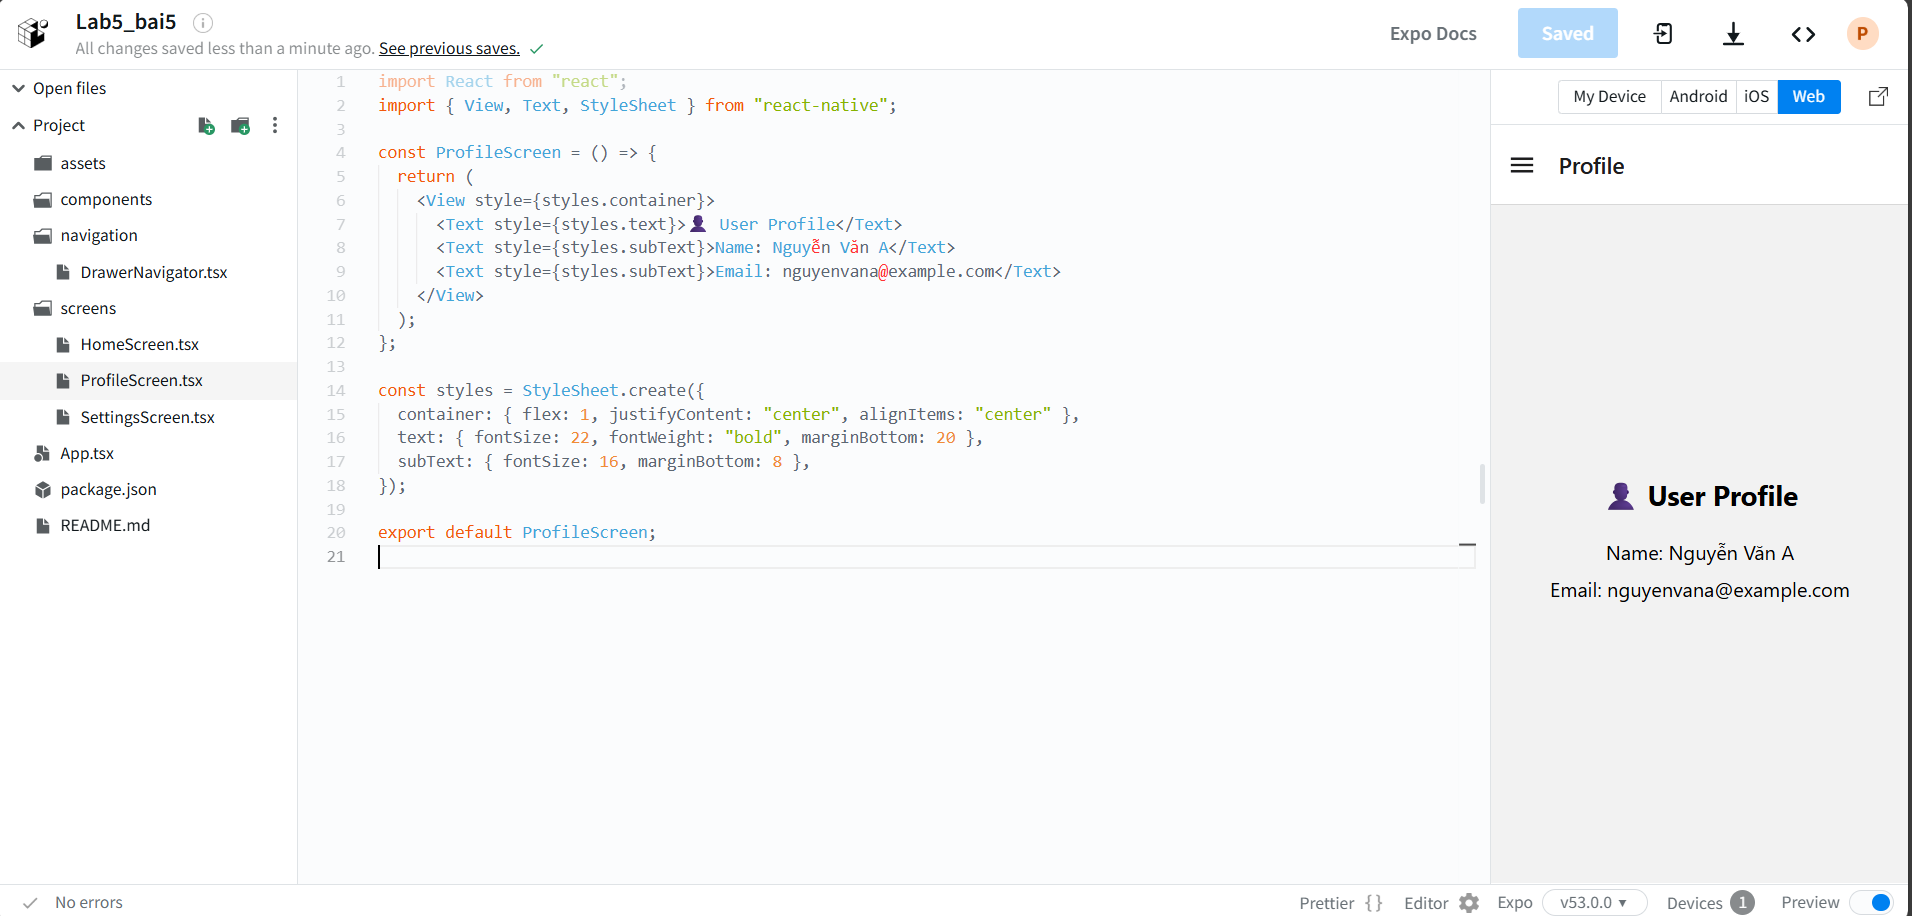 Lab5_bai5
All changes saved less than a minute ago. See previous saves.
Expo Docs
Saved
P
Open files
Project
assets
components
navigation
DrawerNavigator.tsx
screens
HomeScreen.tsx
ProfileScreen.tsx
SettingsScreen.tsx
App.tsx
package.json
README.md
1 import React from "react";
2 import { View, Text, StyleSheet } from "react-native";
3
4 const ProfileScreen = () => {
5 return (
6 <View style={styles.container}>
7 <Text style={styles.text}>👤 User Profile</Text>
8 <Text style={styles.subText}>Name: Nguyễn Văn A</Text>
9 <Text style={styles.subText}>Email: nguyenvana@example.com</Text>
10 </View>
11 );
12 };
13
14 const styles = StyleSheet.create({
15 container: { flex: 1, justifyContent: "center", alignItems: "center" },
16 text: { fontSize: 22, fontWeight: "bold", marginBottom: 20 },
17 subText: { fontSize: 16, marginBottom: 8 },
18 });
19
20 export default ProfileScreen;
21
My Device Android iOS Web
Profile
👤 User Profile
Name: Nguyễn Văn A
Email: nguyenvana@example.com
No errors
Prettier {} Editor Expo v53.0.0 Devices 1 Preview